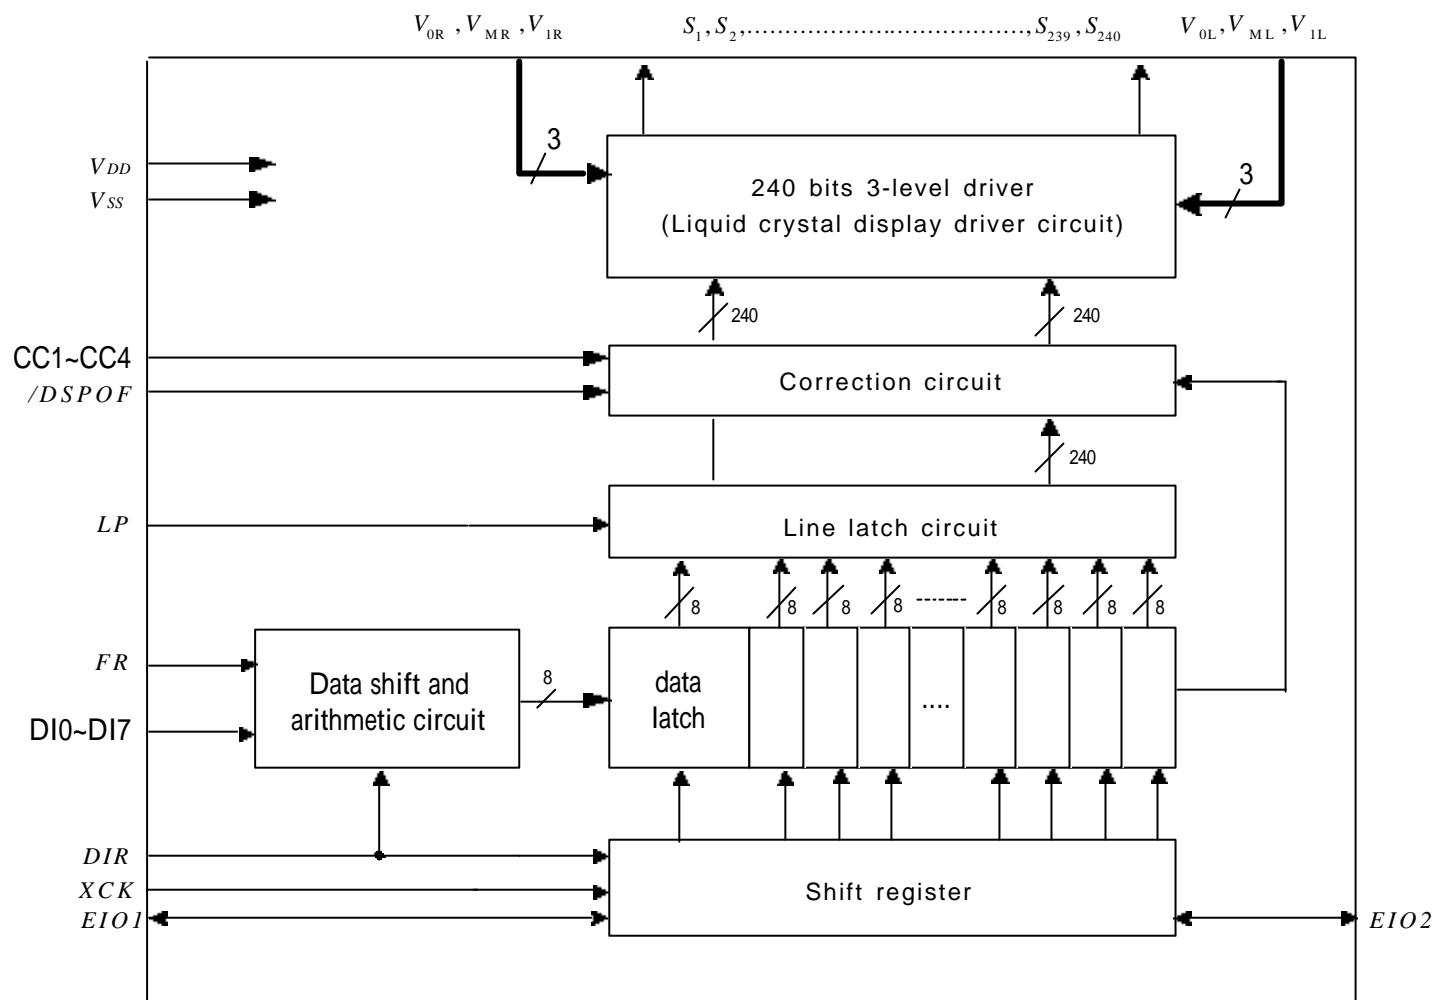 V0R , VMR , V1R
S1, S2,......................................, S239, S240
V0L, VML, V1L
3
3
VDD
VSS
240 bits 3-level driver
(Liquid crystal display driver circuit)
240
240
CC1~CC4
/DSPOF
Correction circuit
240
LP
Line latch circuit
8 8 8 8 ------- 8 8 8 8
FR
DI0~DI7
Data shift and
arithmetic circuit
8
data
latch
....
DIR
XCK
EIO1
Shift register
EIO2